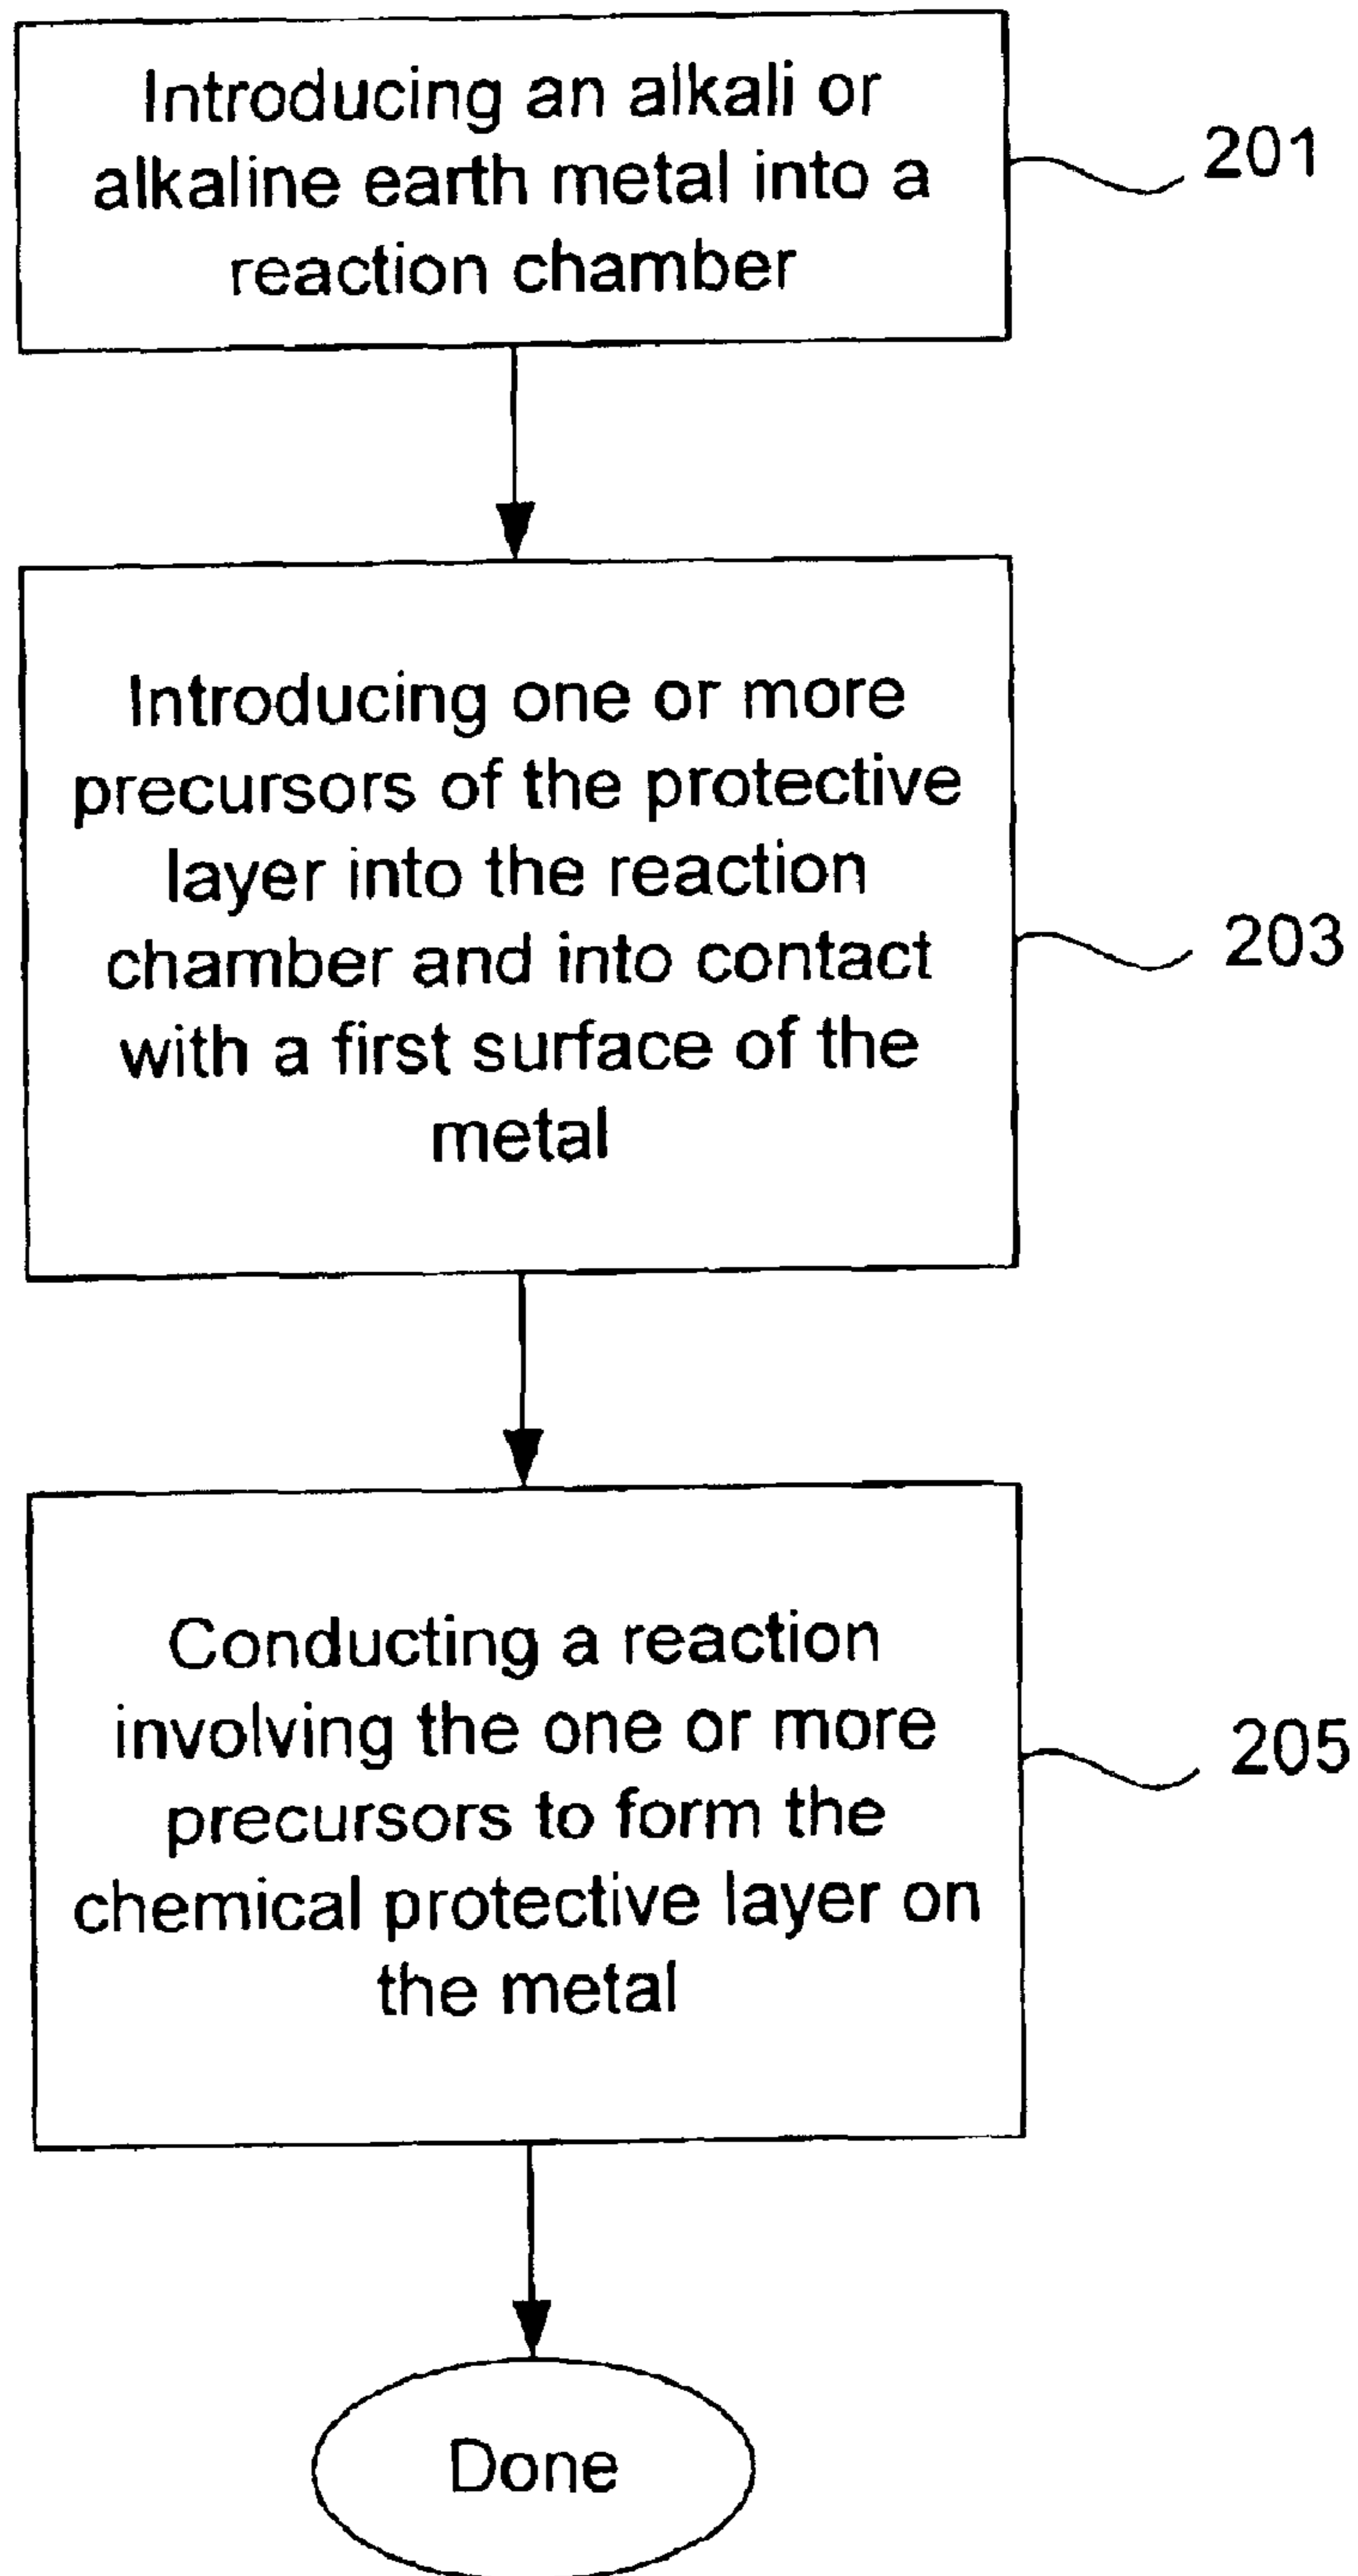 Introducing an alkali or
alkaline earth metal into a
reaction chamber
201
Introducing one or more
precursors of the protective
layer into the reaction
chamber and into contact
with a first surface of the
metal
203
Conducting a reaction
involving the one or more
precursors to form the
chemical protective layer on
the metal
205
Done